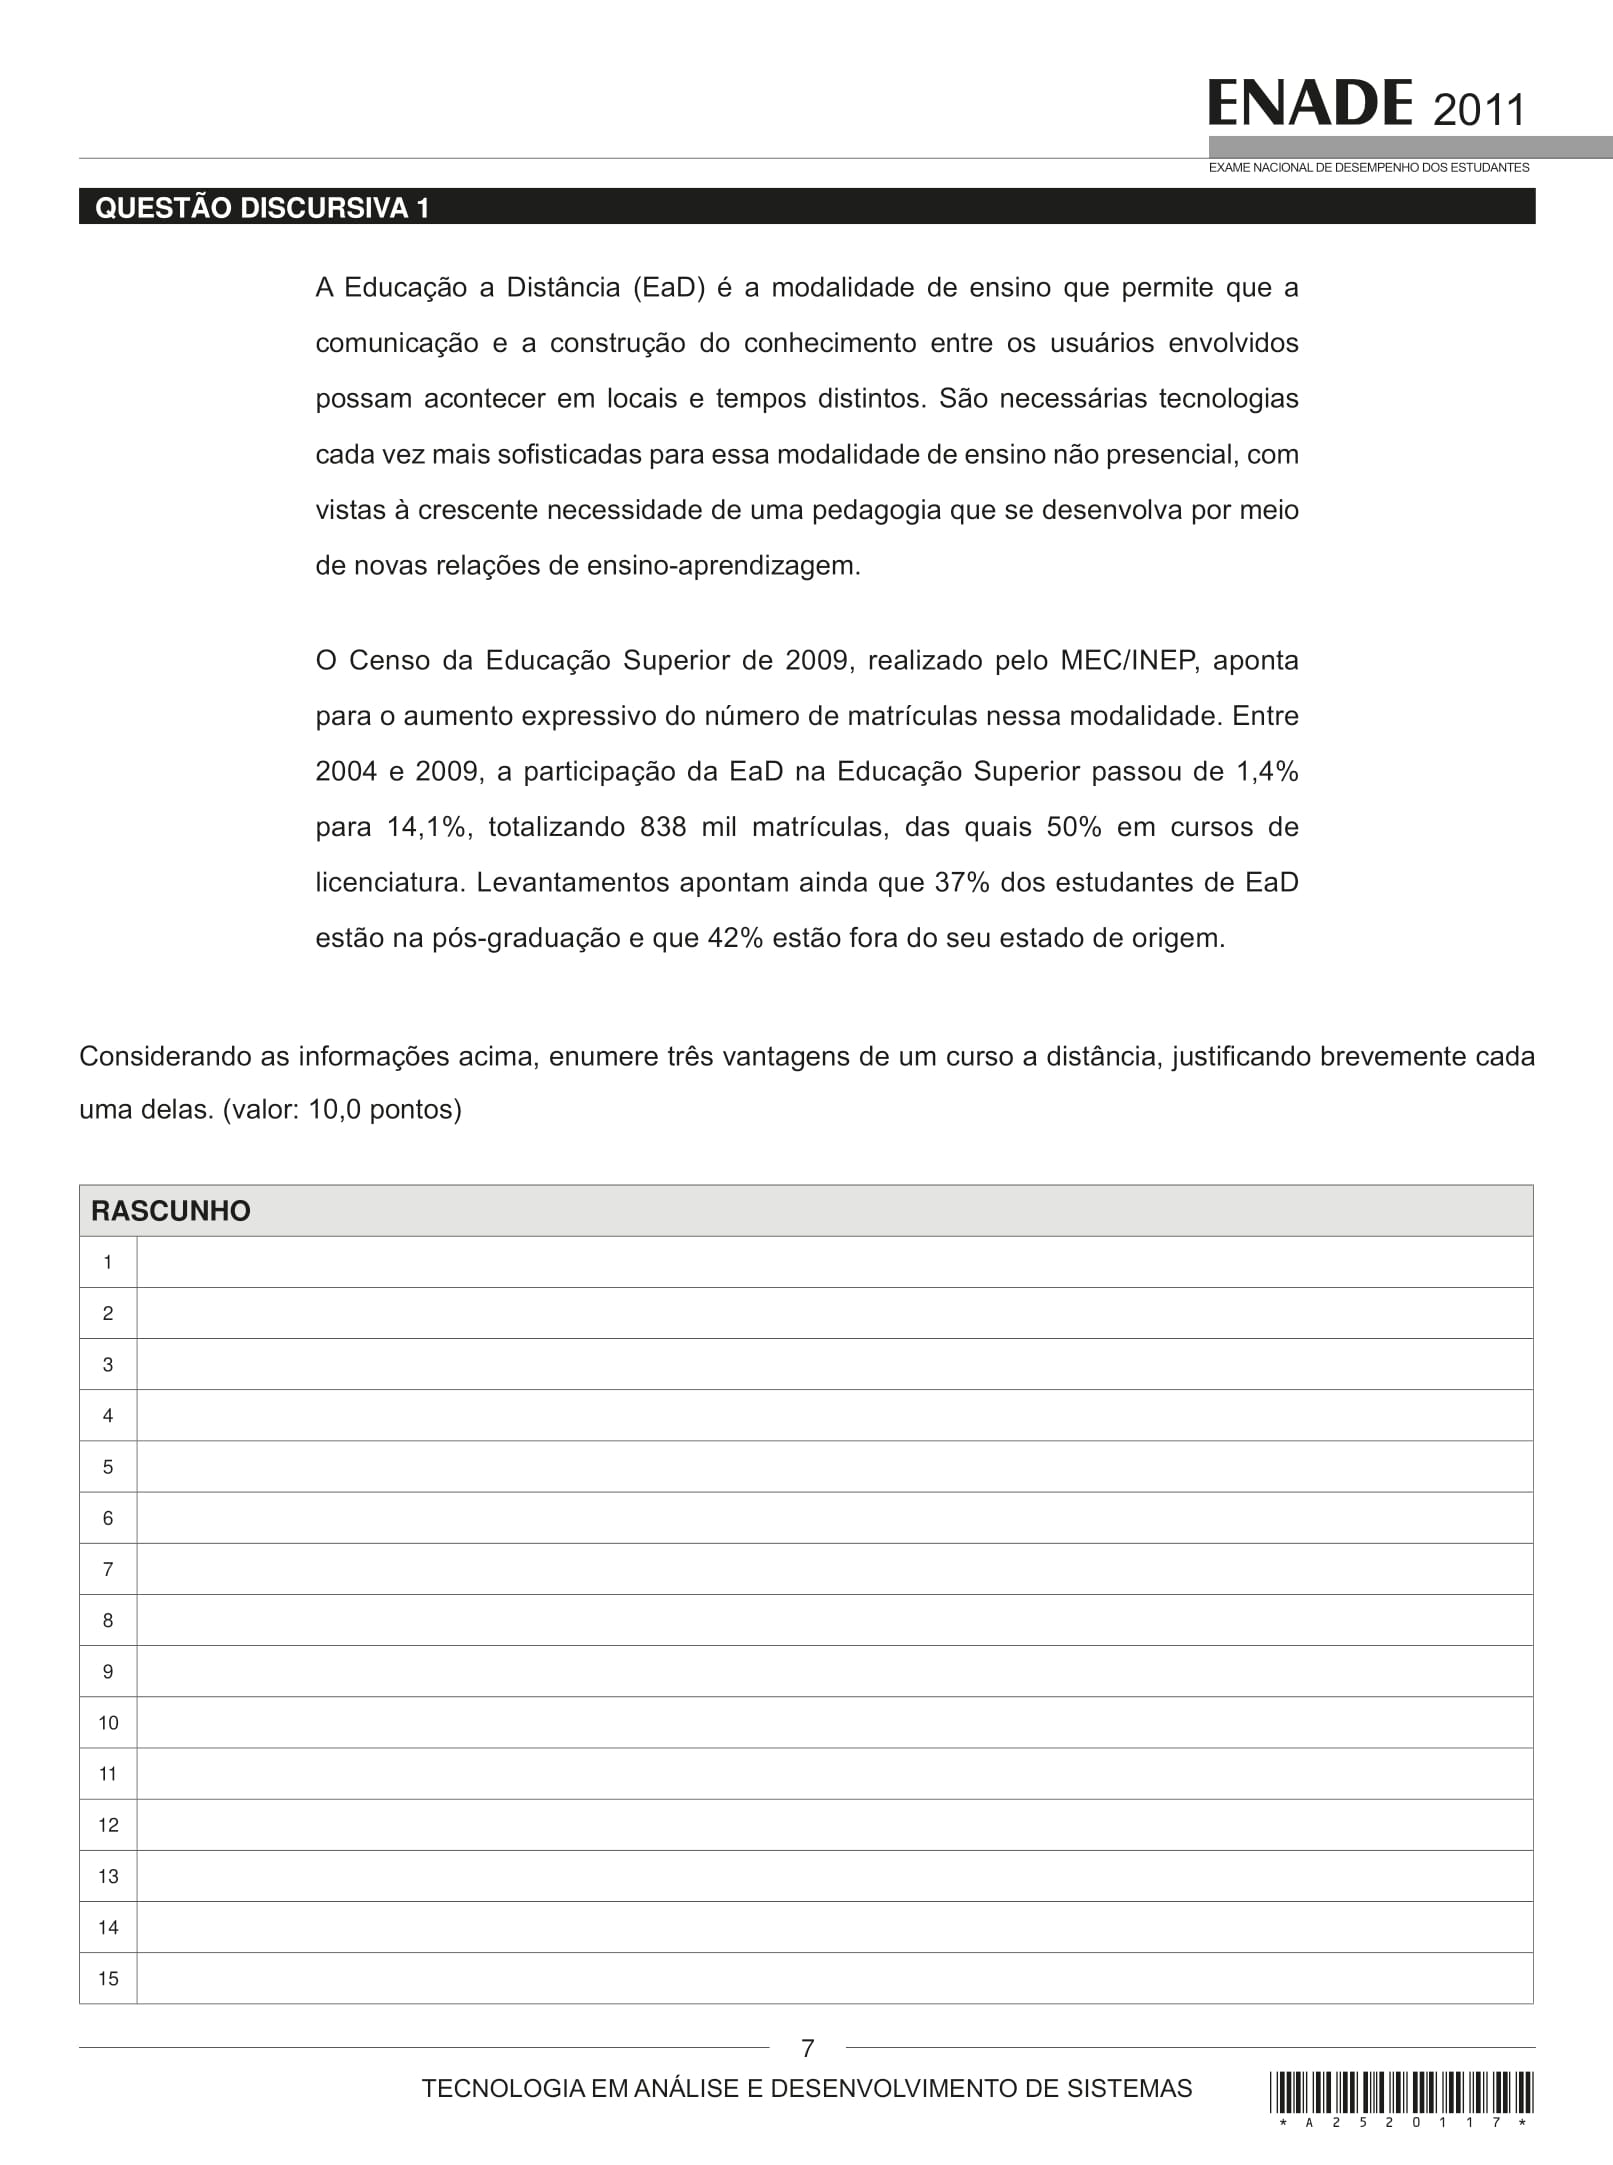 ENADE 2011
EXAME NACIONAL DE DESEMPENHO DOS ESTUDANTES
QUESTÃO DISCURSIVA 1
A Educação a Distância (EaD) é a modalidade de ensino que permite que a
comunicação e a construção do conhecimento entre os usuários envolvidos
possam acontecer em locais e tempos distintos. São necessárias tecnologias
cada vez mais sofisticadas para essa modalidade de ensino não presencial, com
vistas à crescente necessidade de uma pedagogia que se desenvolva por meio
de novas relações de ensino-aprendizagem.
O Censo da Educação Superior de 2009, realizado pelo MEC/INEP, aponta
para o aumento expressivo do número de matrículas nessa modalidade. Entre
2004 e 2009, a participação da EaD na Educação Superior passou de 1,4%
para 14,1%, totalizando 838 mil matrículas, das quais 50% em cursos de
licenciatura. Levantamentos apontam ainda que 37% dos estudantes de EaD
estão na pós-graduação e que 42% estão fora do seu estado de origem.
Considerando as informações acima, enumere três vantagens de um curso a distância, justificando brevemente cada
uma delas. (valor: 10,0 pontos)
RASCUNHO
1
2
3
4
5
6
7
8
9
10
11
12
13
14
15
7
TECNOLOGIA EM ANÁLISE E DESENVOLVIMENTO DE SISTEMAS
* A 2 5 2 0 1 1 7 *